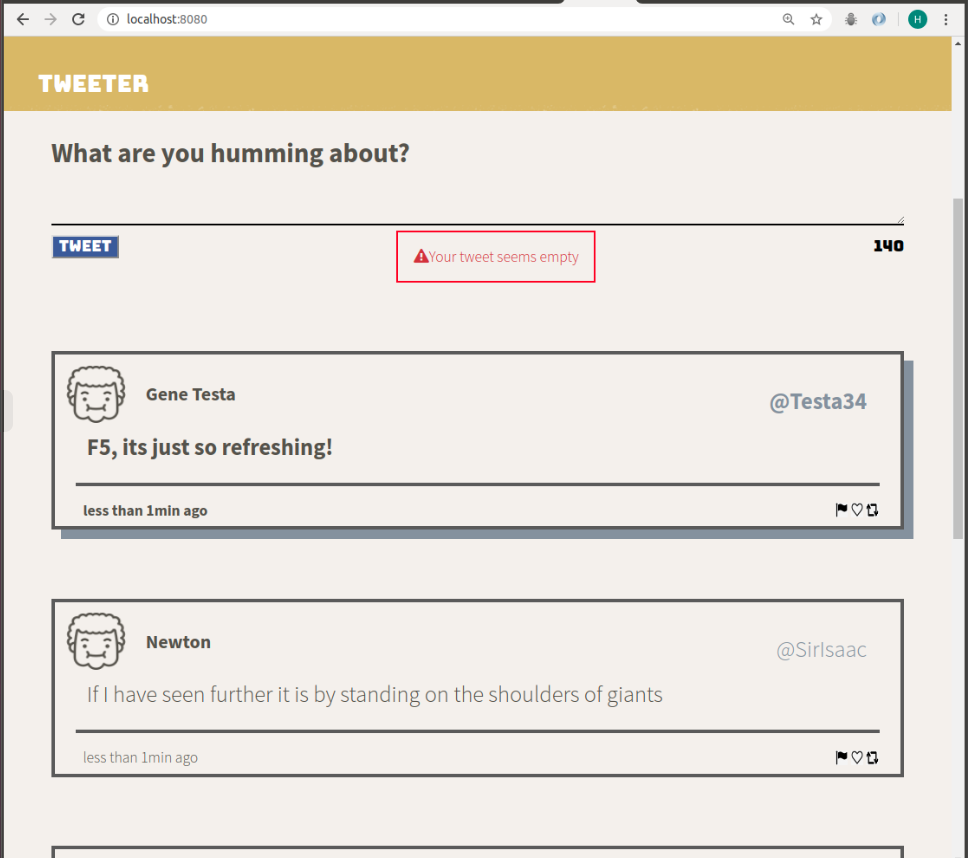 localhost:8080
H
TWEETER
What are you humming about?
TWEET
Your tweet seems empty
140
Gene Testa
@Testa34
F5, its just so refreshing!
less than 1min ago
Newton
@SirIsaac
If I have seen further it is by standing on the shoulders of giants
less than 1min ago